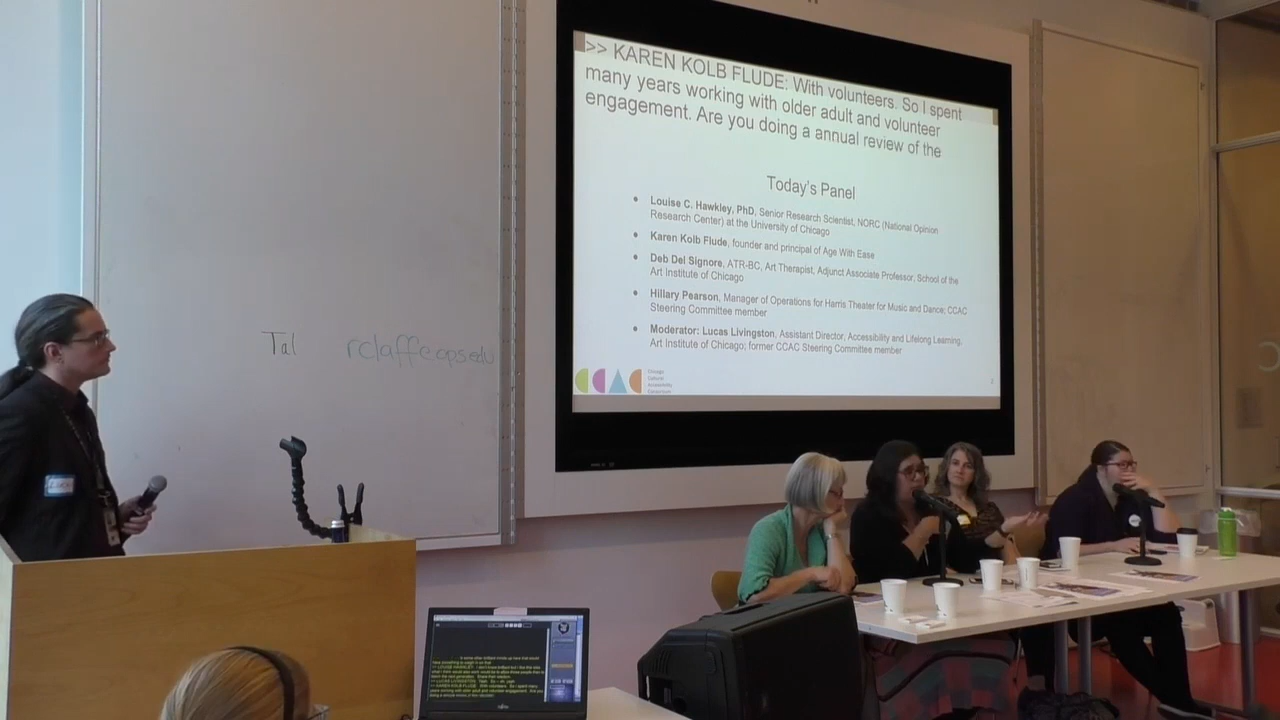 >> KAREN KOLB FLUDE: With volunteers. So I spent
many years working with older adult and volunteer
engagement. Are you doing a annual review of the
Today's Panel
• Louise C. Hawkley, PhD, Senior Research Scientist, NORC (National Opinion
Research Center) at the University of Chicago
• Karen Kolb Flude, founder and principal of Age With Ease
• Deb Del Signore, ATR-BC, Art Therapist, Adjunct Associate Professor, School of the
Art Institute of Chicago
• Hillary Pearson, Manager of Operations for Harris Theater for Music and Dance; CCAC
Steering Committee member
• Moderator: Lucas Livingston, Assistant Director, Accessibility and Lifelong Learning,
Art Institute of Chicago; former CCAC Steering Committee member
CCAC
Chicago
Cultural
Accessibility
Consortium
Tal